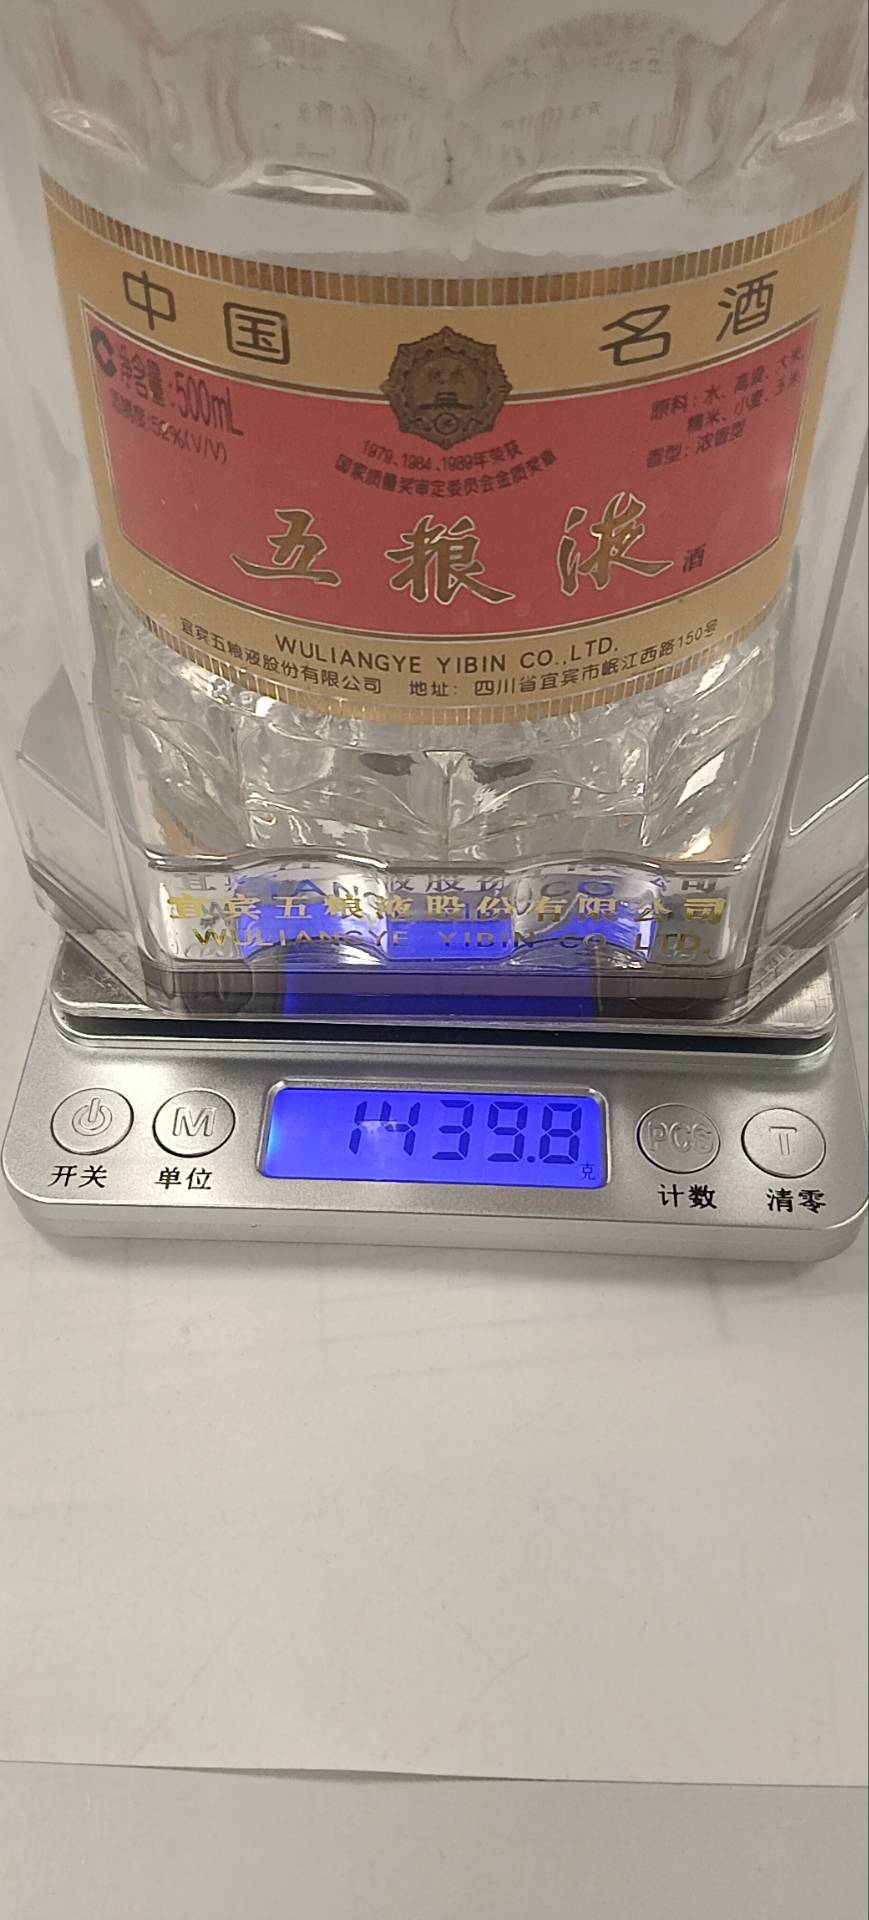 中国名酒
净含量:500mL
酒精度:52%(V/V)
原料:水、高粱、大米、
糯米、小麦、玉米
香型:浓香型
1979、1984、1989年荣获
国家质量奖审定委员会金质奖章
五粮液酒
WULIANGYE YIBIN CO.,LTD.
宜宾五粮液股份有限公司 地址:四川省宜宾市岷江西路150号
宜宾五粮液股份有限公司
WULIANGYE YIBIN CO LTD.
1439.8
克
M
PCS
T
开关
单位
计数
清零